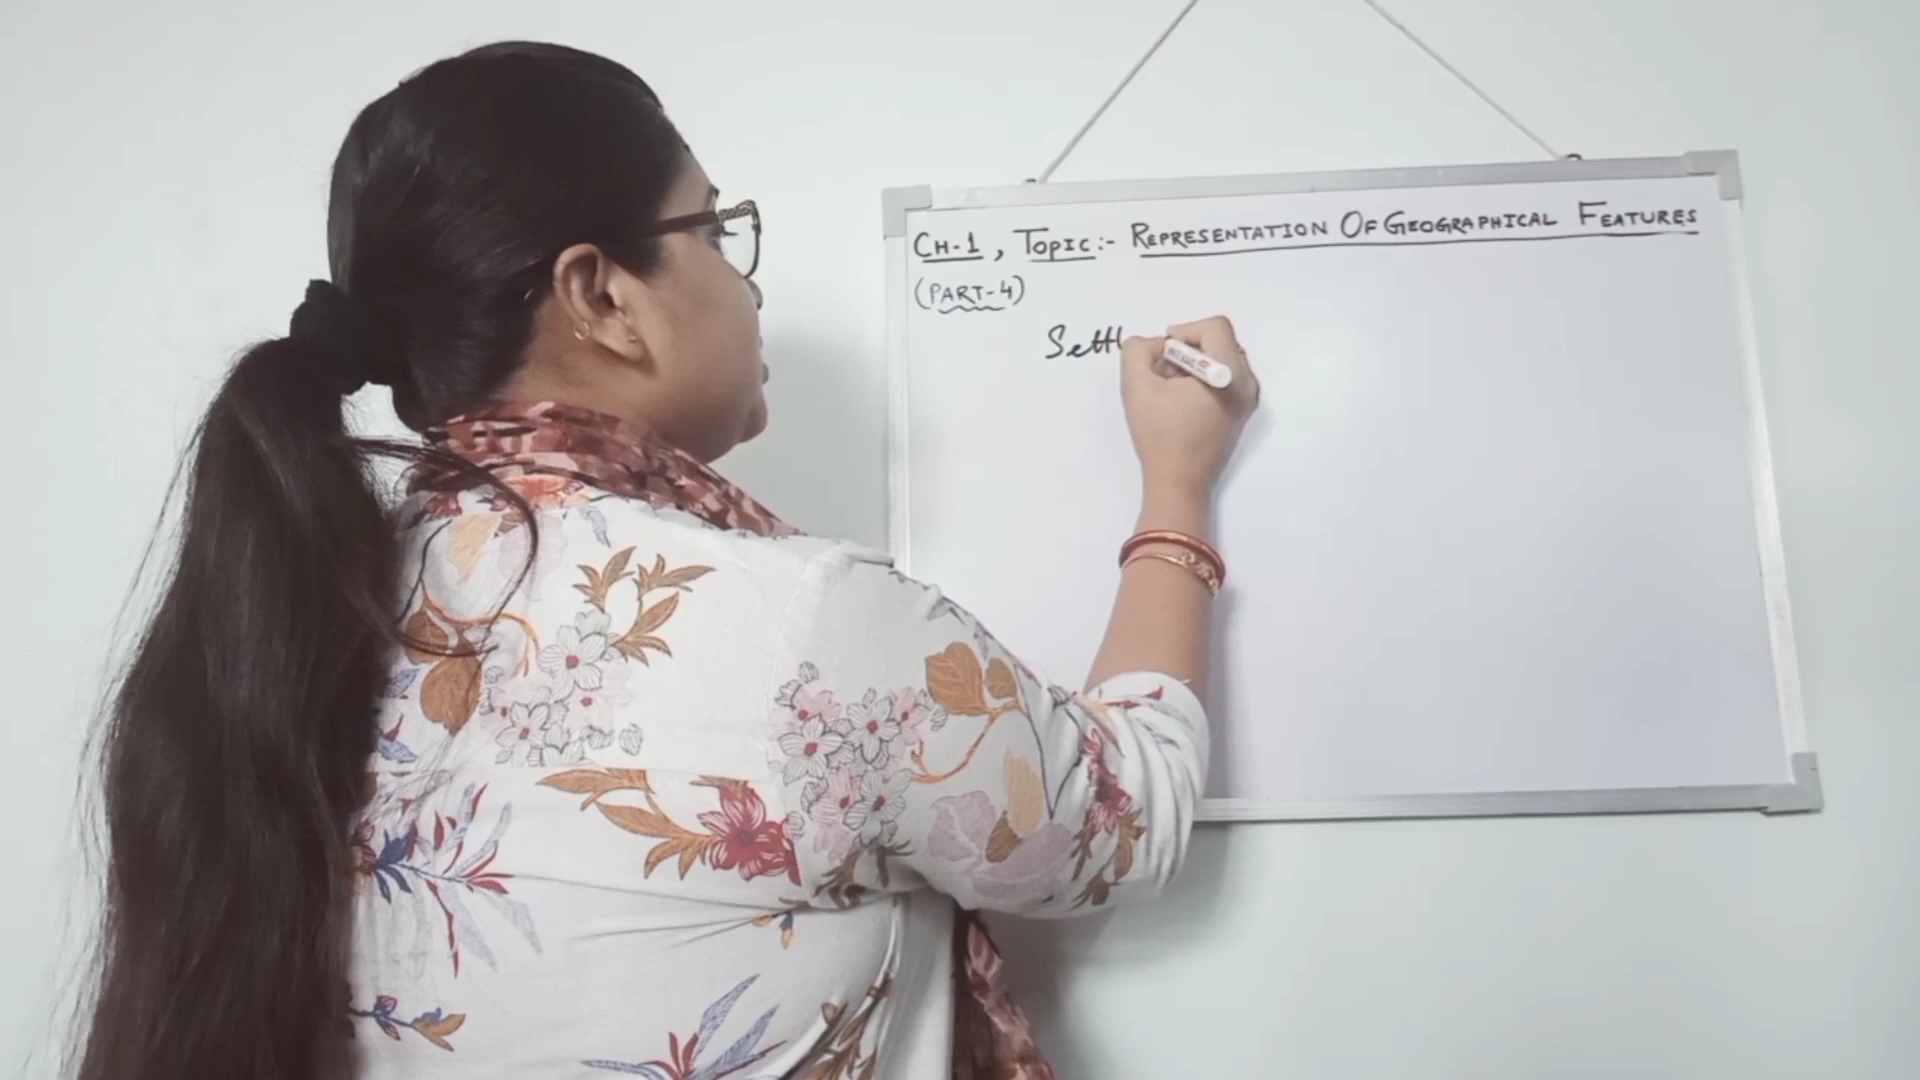 CH-1, TOPIC:- REPRESENTATION OF GEOGRAPHICAL FEATURES
(PART-4)
Settl